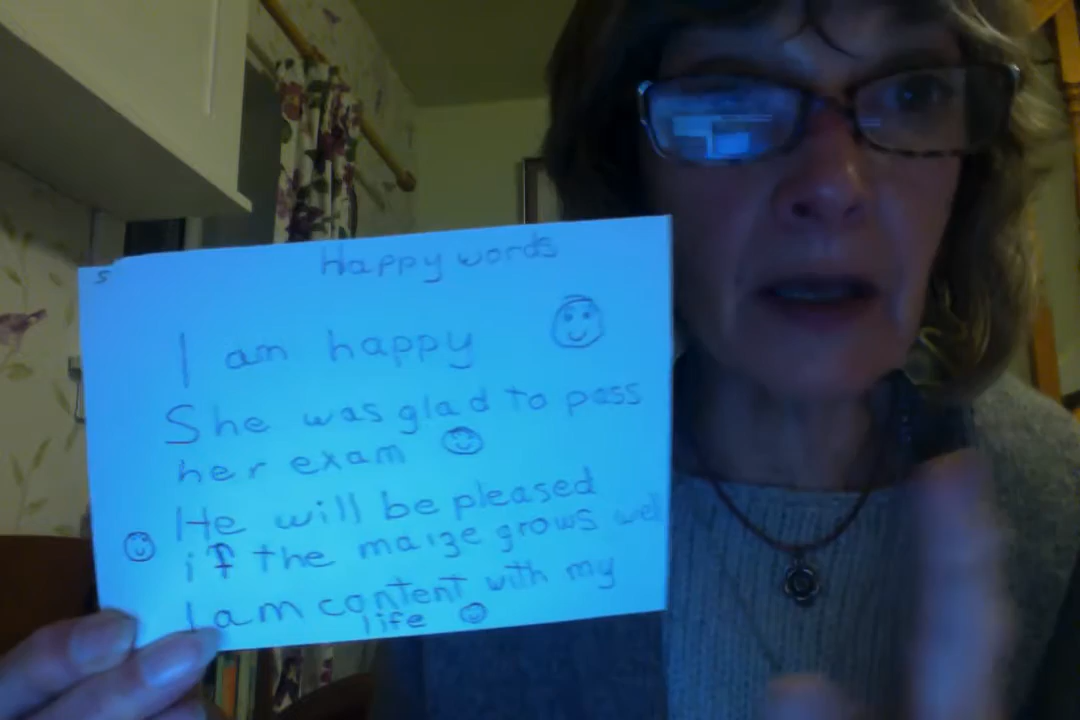 5
Happy words
I am happy
She was glad to pass
her exam
He will be pleased
if the maize grows well
I am content with my
life